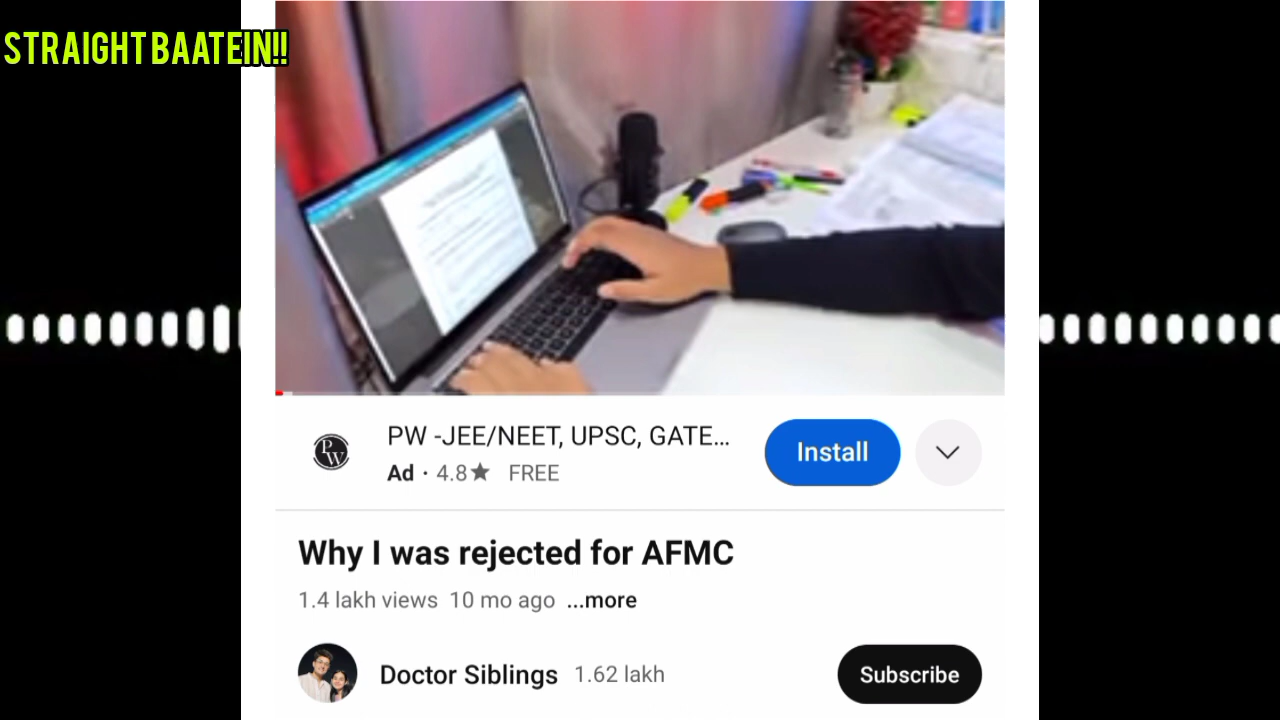 STRAIGHT BAATEIN!!
PW
PW -JEE/NEET, UPSC, GATE...
Install
Ad · 4.8★ FREE
Why I was rejected for AFMC
1.4 lakh views 10 mo ago ...more
Doctor Siblings 1.62 lakh
Subscribe